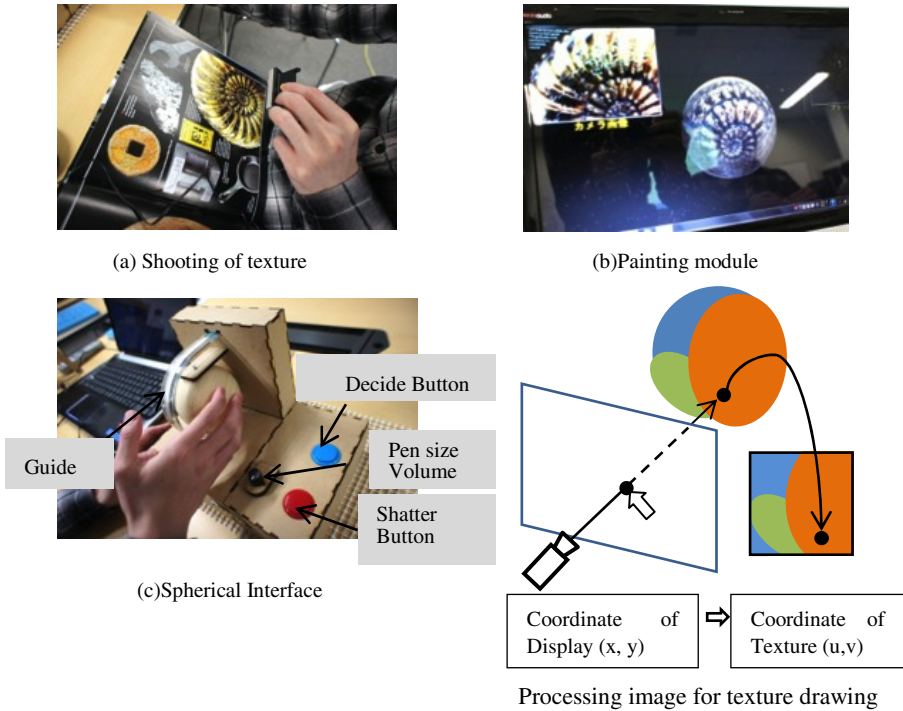 カメラ画像
(a) Shooting of texture
(b)Painting module
Decide Button
Guide
Pen size
Volume
Shatter
Button
(c)Spherical Interface
Coordinate of
Display (x, y)
Coordinate of
Texture (u,v)
Processing image for texture drawing